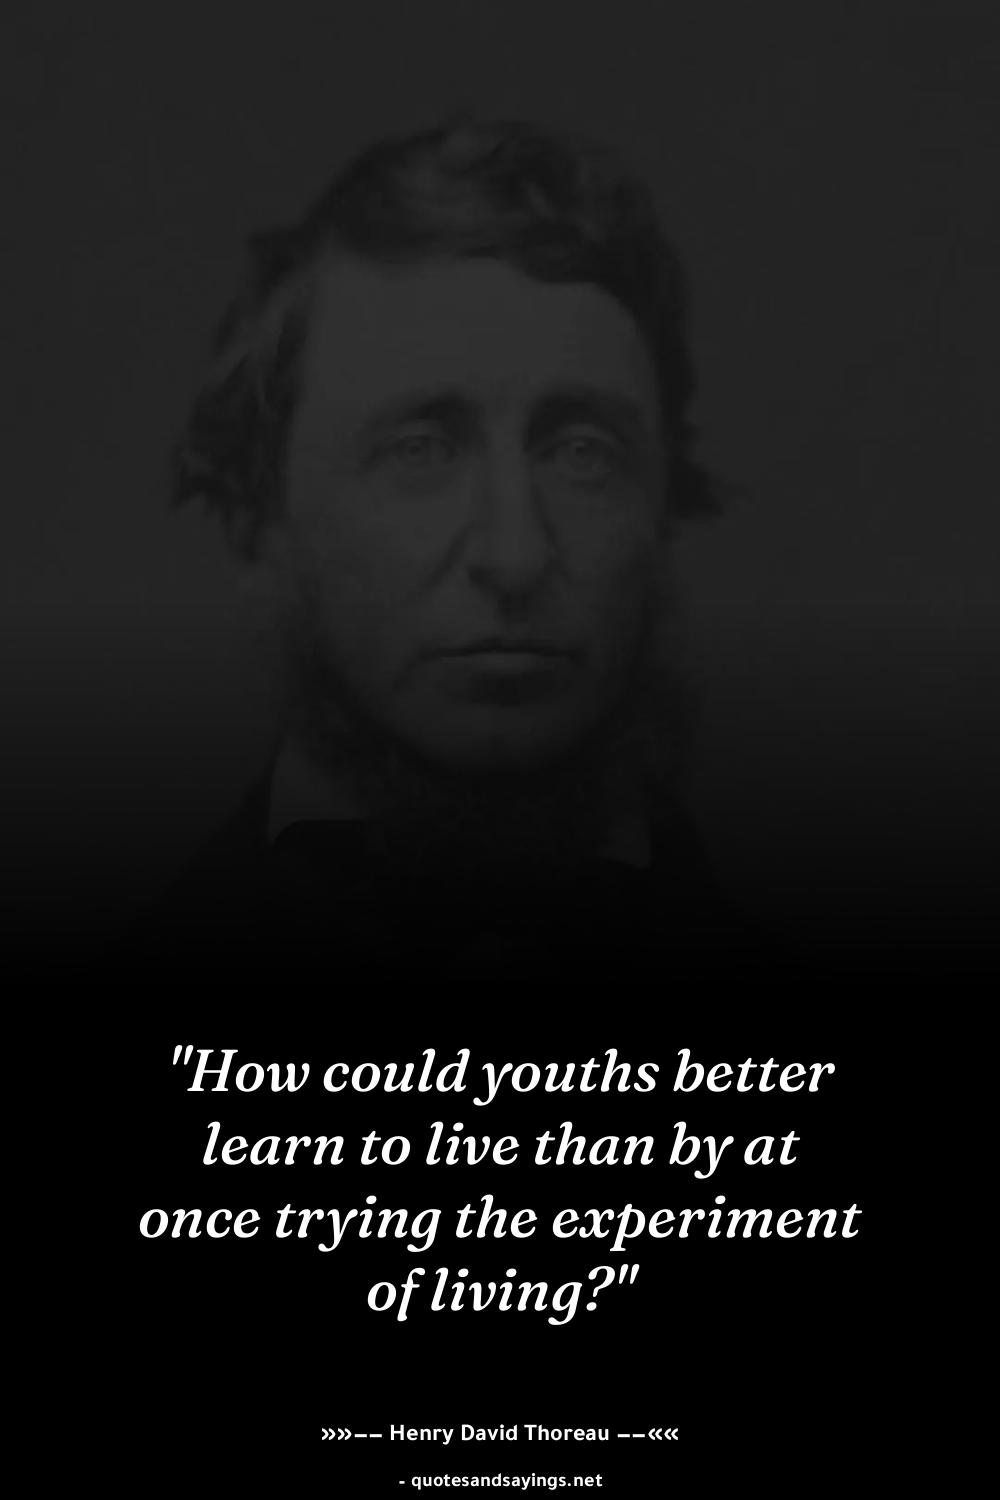 "How could youths better
learn to live than by at
once trying the experiment
of living?"
»»–– Henry David Thoreau ––««
- quotesandsayings.net